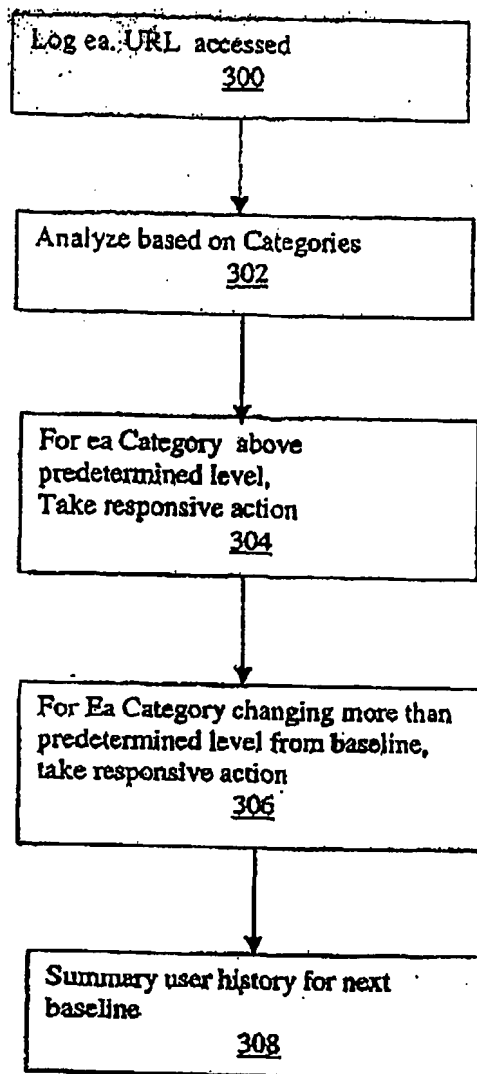 Log ea. URL accessed
300
Analyze based on Categories
302
For ea Category above
predetermined level,
Take responsive action
304
For Ea Category changing more than
predetermined level from baseline,
take responsive action
306
Summary user history for next
baseline
308